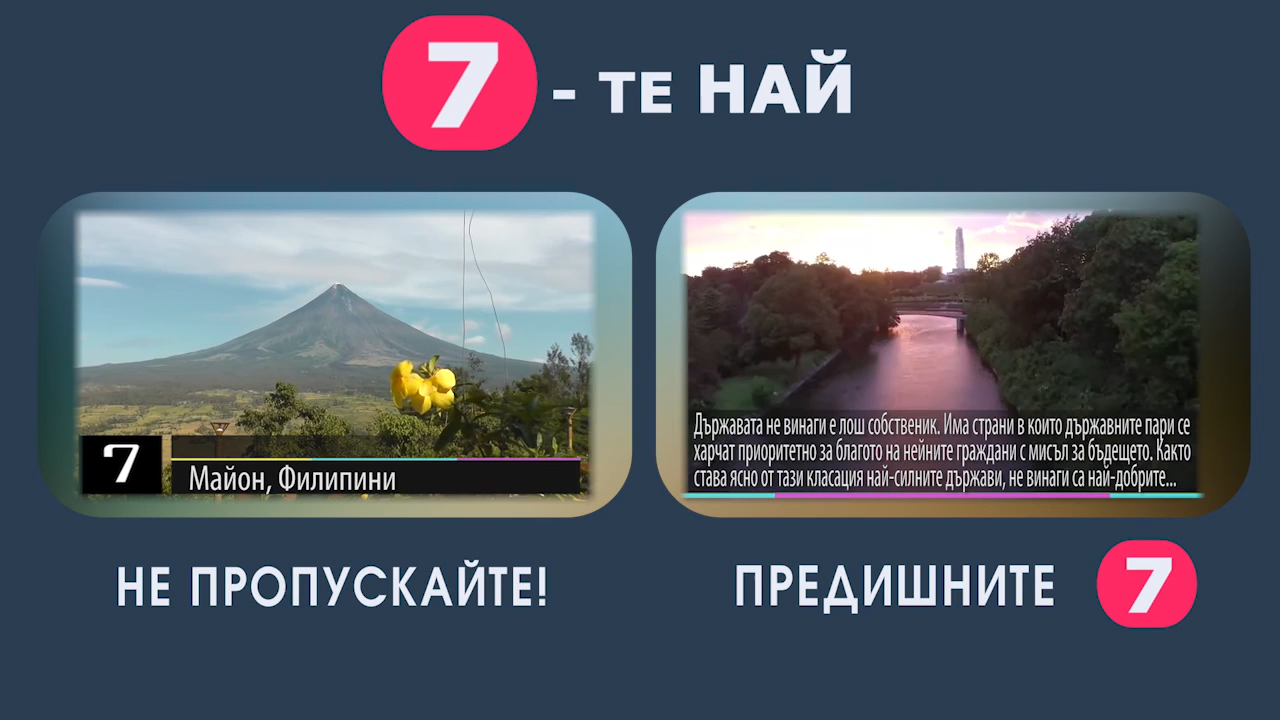 7 - ТЕ НАЙ
7
Майон, Филипини
Държавата не винаги е лош собственик. Има страни в които държавните пари се
харчат приоритетно за благото на нейните граждани с мисъл за бъдещето. Както
става ясно от тази класация най-силните държави, не винаги са най-добрите...
НЕ ПРОПУСКАЙТЕ!
ПРЕДИШНИТЕ 7